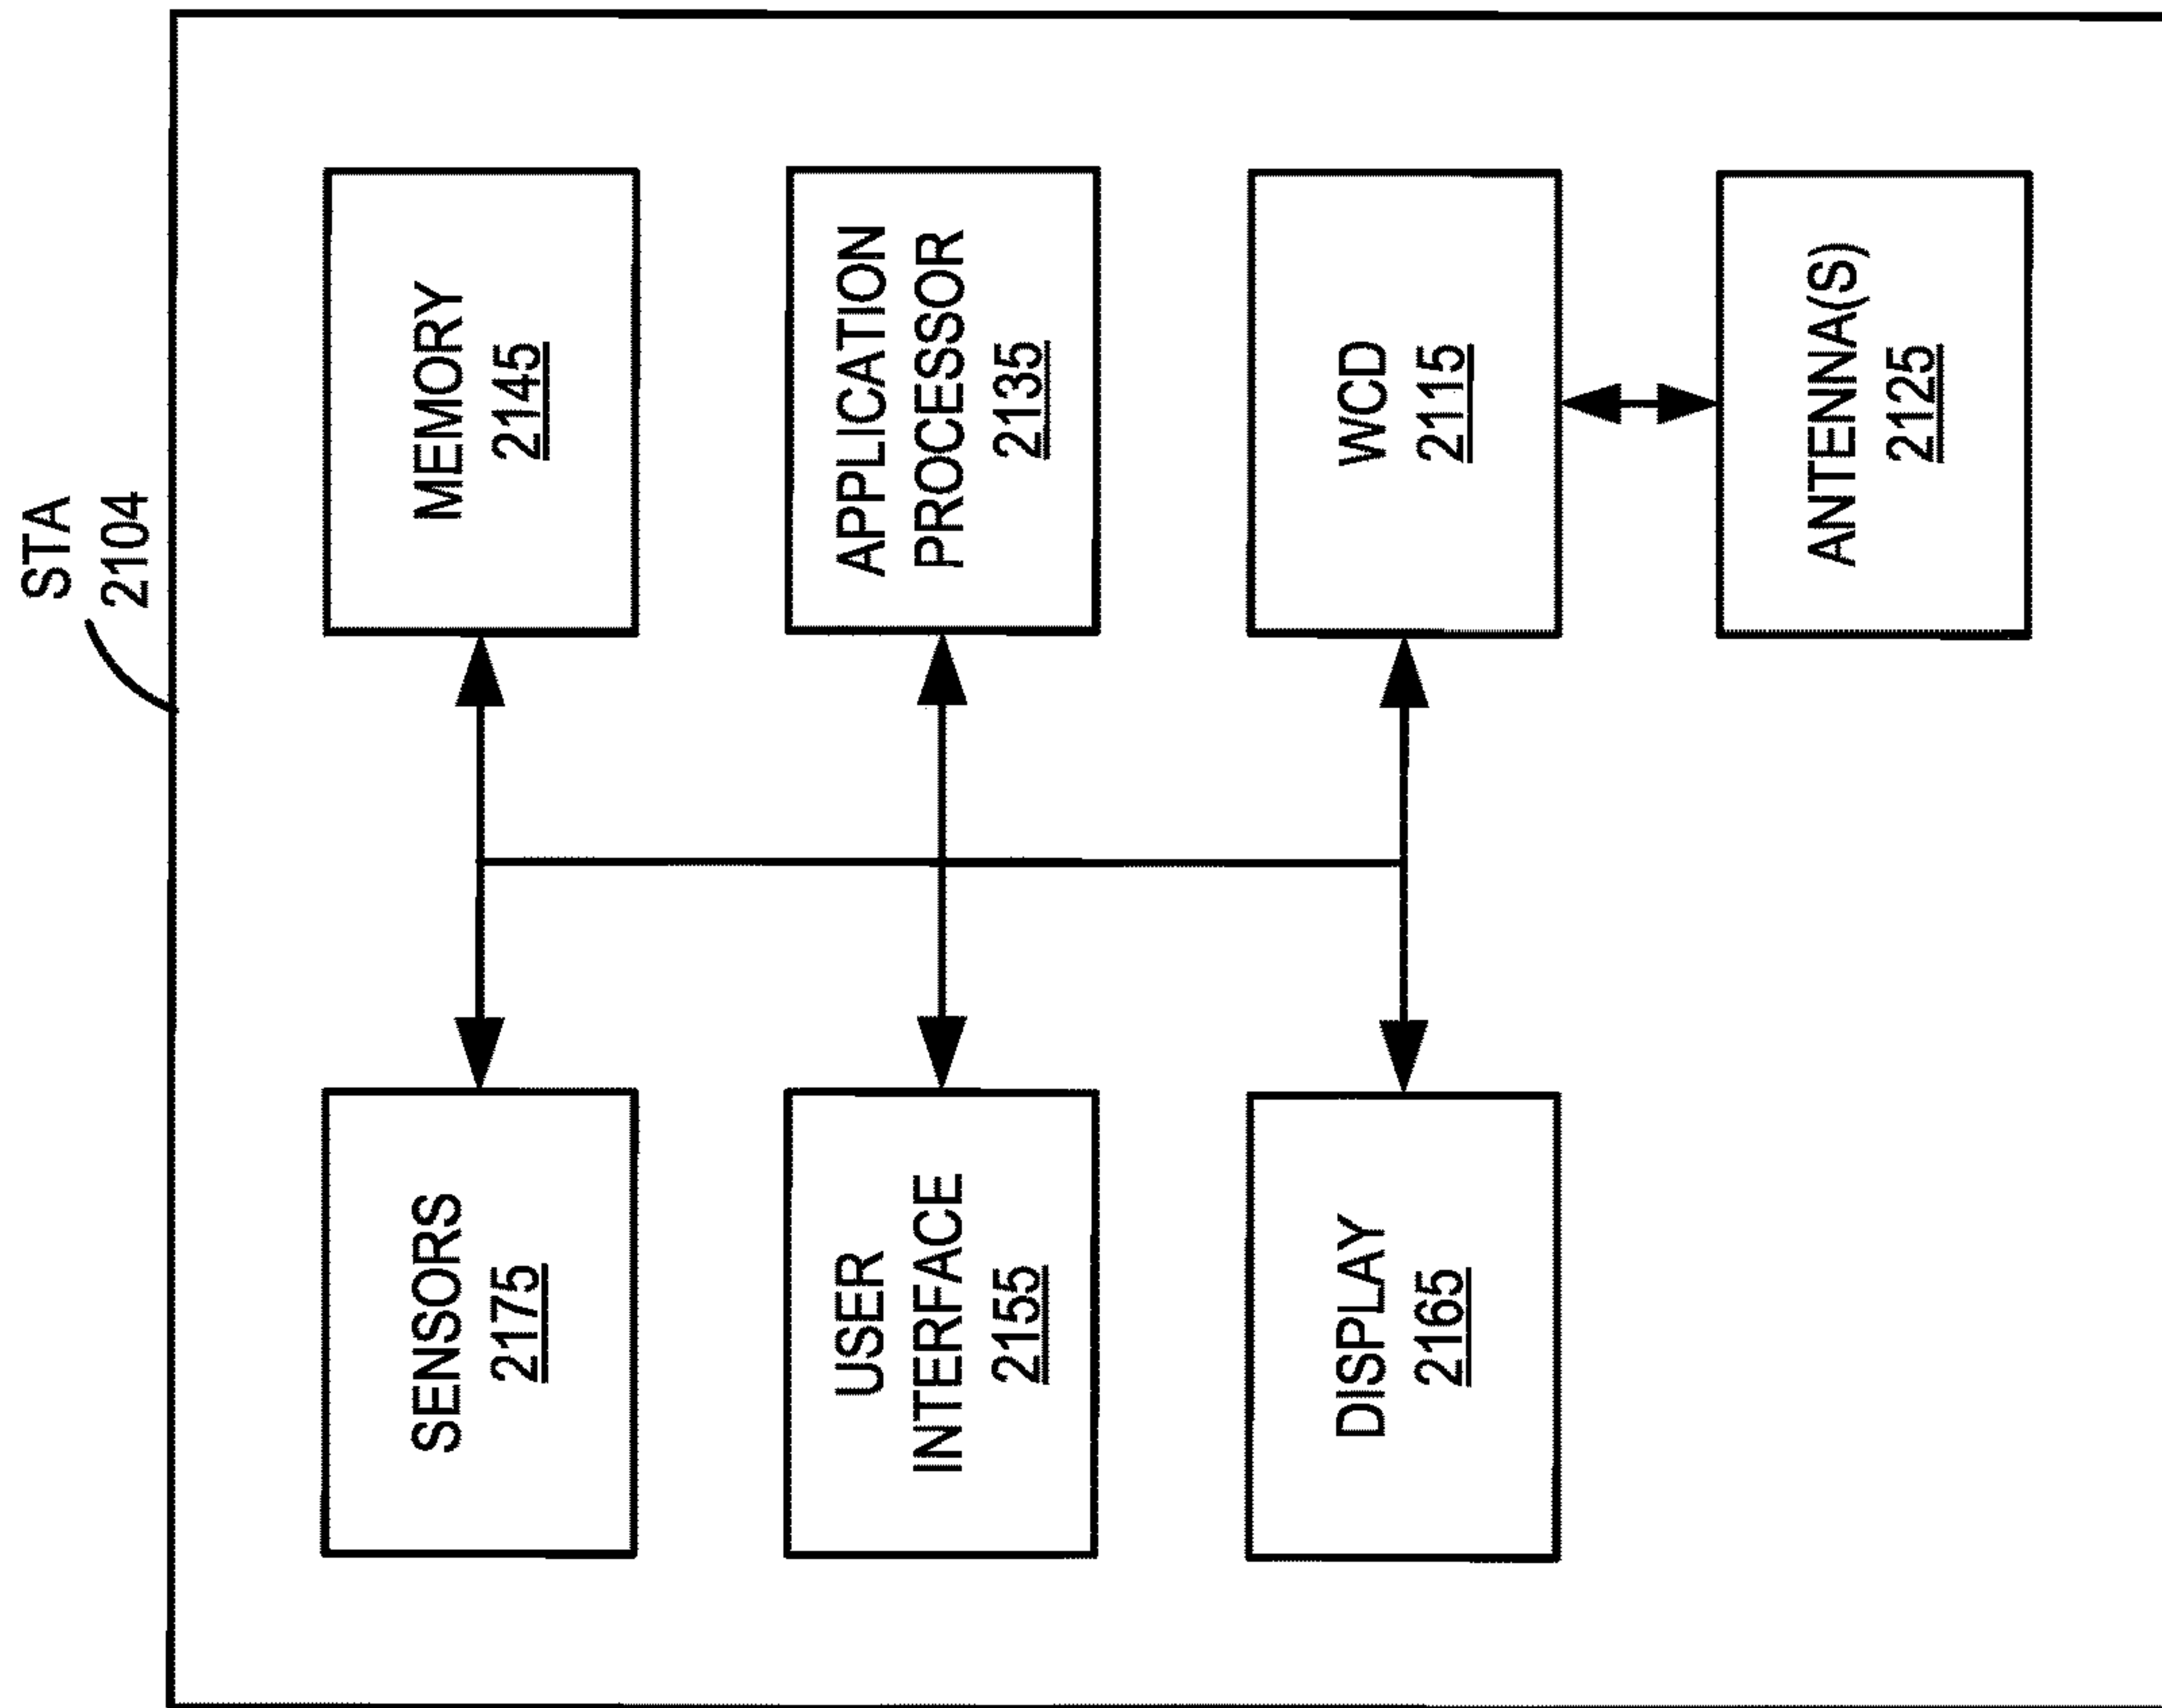 STA
2104
SENSORS
2175
MEMORY
2145
USER
INTERFACE
2155
APPLICATION
PROCESSOR
2135
DISPLAY
2165
WCD
2115
ANTENNA(S)
2125